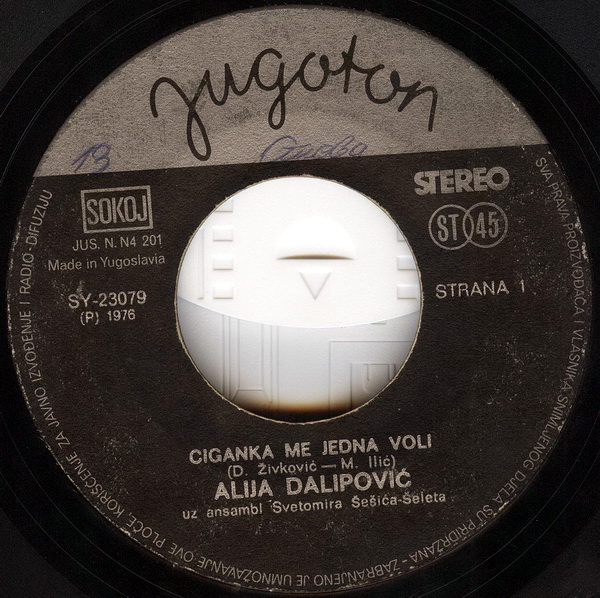 jugoton
13
STEREO
SOKOJ
ST 45
JUS. N. N4 201
Made in Yugoslavia
SY-23079
(P) 1976
STRANA 1
CIGANKA ME JEDNA VOLI
(D. Živković — M. Ilić)
ALIJA DALIPOVIĆ
uz ansambl Svetomira Šešića-Šeleta
SVA PRAVA PROIZVOĐAČA I VLASNIKA SNIMLJENOG DJELA SU PRIDRŽANA - ZABRANJENO JE UMNOŽAVANJE OVE PLOČE, KORIŠĆENJE ZA JAVNO IZVOĐENJE I RADIO-DIFUZIJU